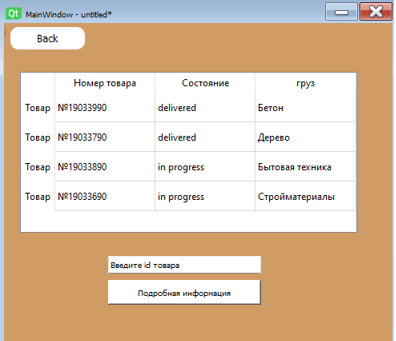 Qt MainWindow - untitled*
Back
Номер товара Состояние груз
Товар №19033990 delivered Бетон
Товар №19033790 delivered Дерево
Товар №19033890 in progress Бытовая техника
Товар №19033690 in progress Стройматериалы
Введите id товара
Подробная информация